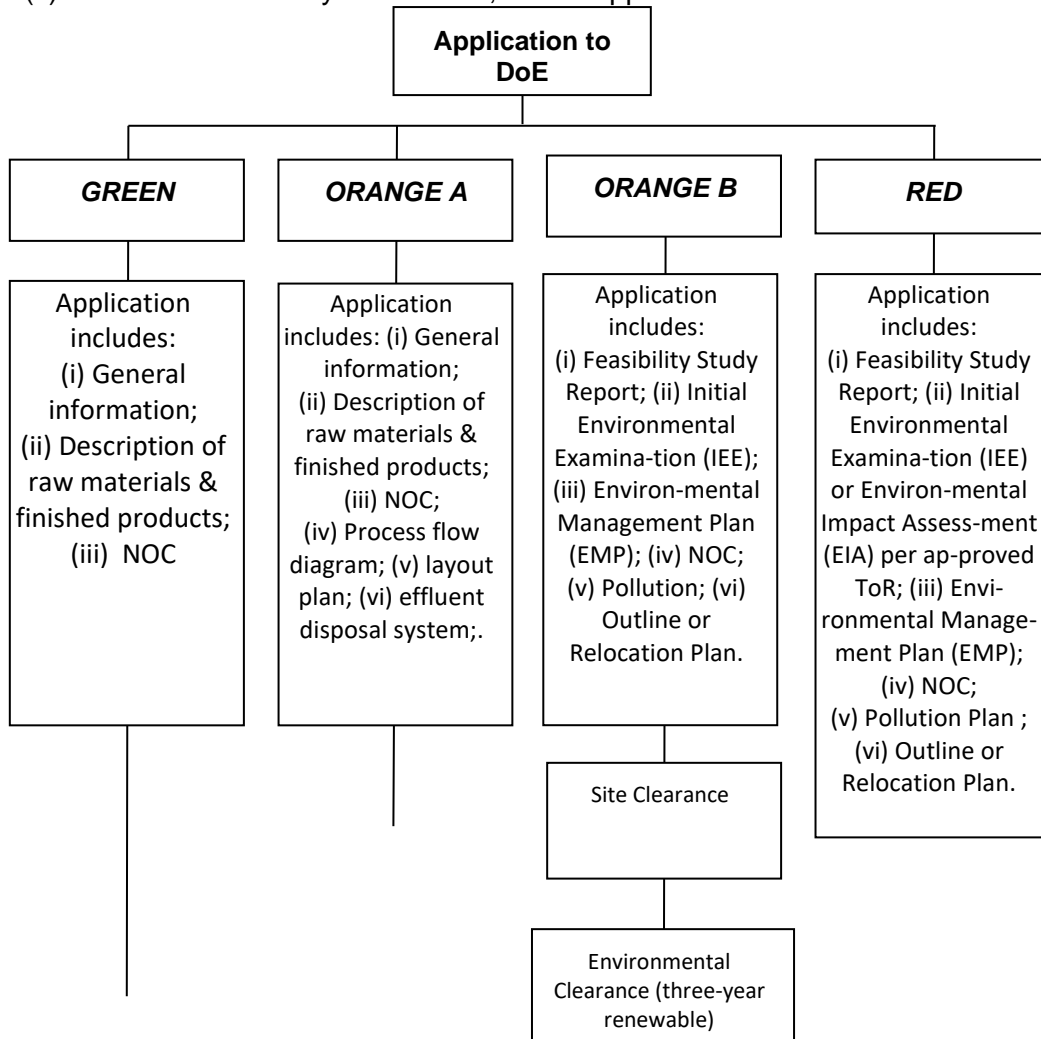 Application to
DoE
GREEN
ORANGE A
ORANGE B
RED
Application
includes:
(i) General
information;
(ii) Description of
raw materials &
finished products;
(iii) NOC
Application
includes: (i) General
information;
(ii) Description of
raw materials &
finished products;
(iii) NOC;
(iv) Process flow
diagram; (v) layout
plan; (vi) effluent
disposal system;.
Application
includes:
(i) Feasibility Study
Report; (ii) Initial
Environmental
Examina-tion (IEE);
(iii) Environ-mental
Management Plan
(EMP); (iv) NOC;
(v) Pollution; (vi)
Outline or
Relocation Plan.
Application
includes:
(i) Feasibility Study
Report; (ii) Initial
Environmental
Examina-tion (IEE)
or Environ-mental
Impact Assess-ment
(EIA) per ap-proved
ToR; (iii) Envi-
ronmental Manage-
ment Plan (EMP);
(iv) NOC;
(v) Pollution Plan ;
(vi) Outline or
Relocation Plan.
Site Clearance
Environmental
Clearance (three-year
renewable)